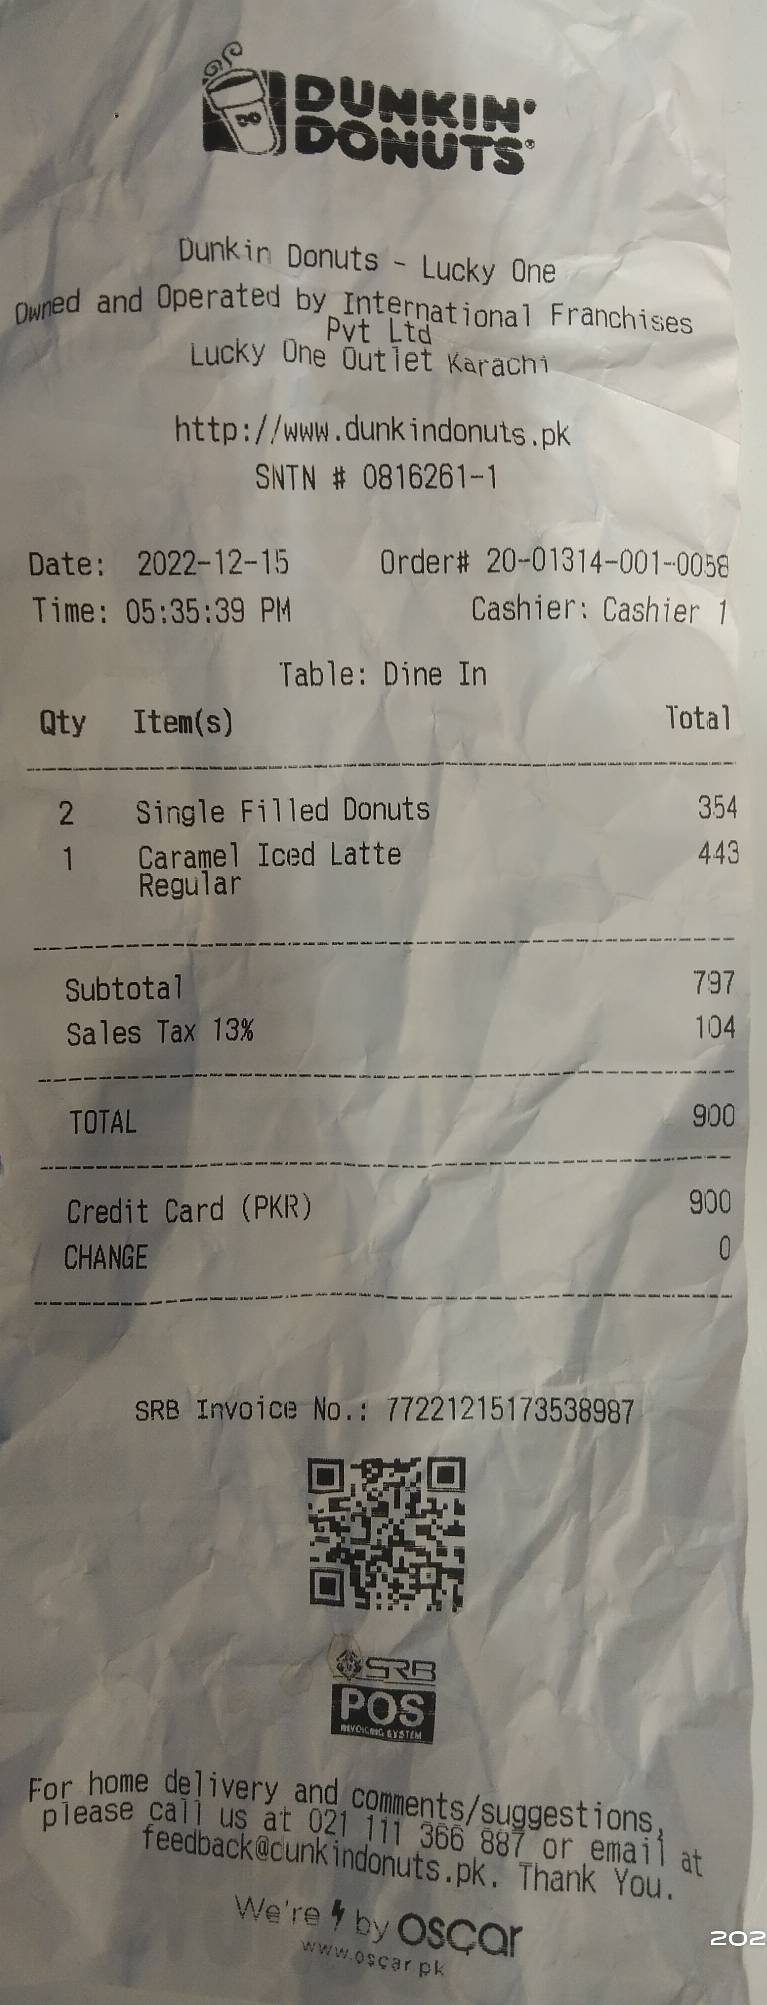 DUNKIN'
DONUTS®
Dunkin Donuts - Lucky One
Owned and Operated by International Franchises
Pvt Ltd
Lucky One Outlet Karachi
http://www.dunkindonuts.pk
SNTN # 0816261-1
Date: 2022-12-15 Order# 20-01314-001-0058
Time: 05:35:39 PM Cashier: Cashier 1
Table: Dine In
Qty Item(s) Total
2 Single Filled Donuts 354
1 Caramel Iced Latte 443
Regular
Subtotal 797
Sales Tax 13% 104
TOTAL 900
Credit Card (PKR) 900
CHANGE 0
SRB Invoice No.: 77221215173538987
SRB
POS
INVOICING SYSTEM
For home delivery and comments/suggestions,
please call us at 021 111 366 887 or email at
feedback@dunkindonuts.pk. Thank You.
We're by oscar
www.oscar.pk
202